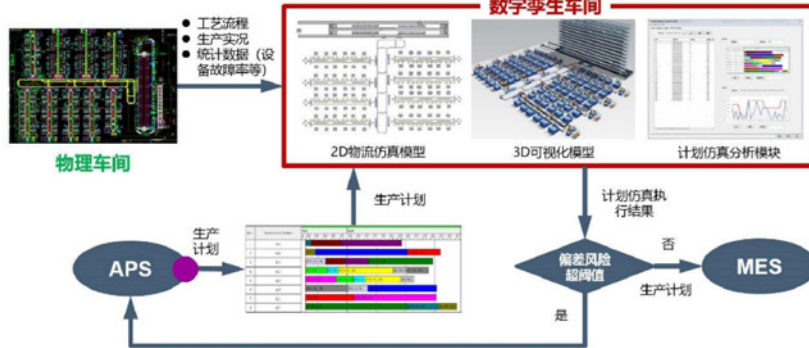 数字孪生车间
● 工艺流程
● 生产实况
● 统计数据（设
备故障率等）
物理车间
2D物流仿真模型
3D可视化模型
计划仿真分析模块
生产计划
计划仿真执
行结果
生产
计划
APS
偏差风险
超阈值
否
生产计划
MES
是